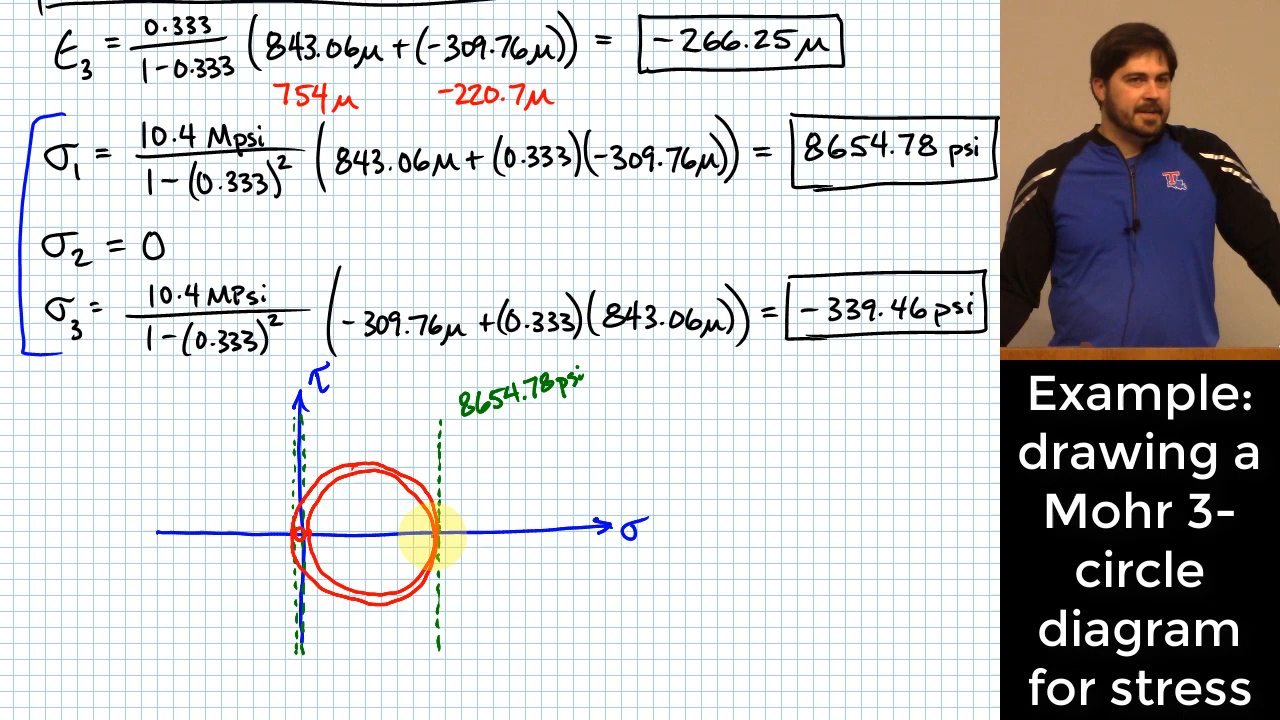 ε₃ = 0.333 / 1-0.333 (843.06μ + (-309.76μ)) = -266.25 μ
754μ -220.7μ
σ₁ = 10.4 Mpsi / 1-(0.333)² (843.06μ + (0.333)(-309.76μ)) = 8654.78 psi
σ₂ = 0
σ₃ = 10.4 MPsi / 1-(0.333)² (-309.76μ + (0.333)(843.06μ)) = -339.46 psi
τ
8654.78 psi
σ
T
Example:
drawing a
Mohr 3-
circle
diagram
for stress